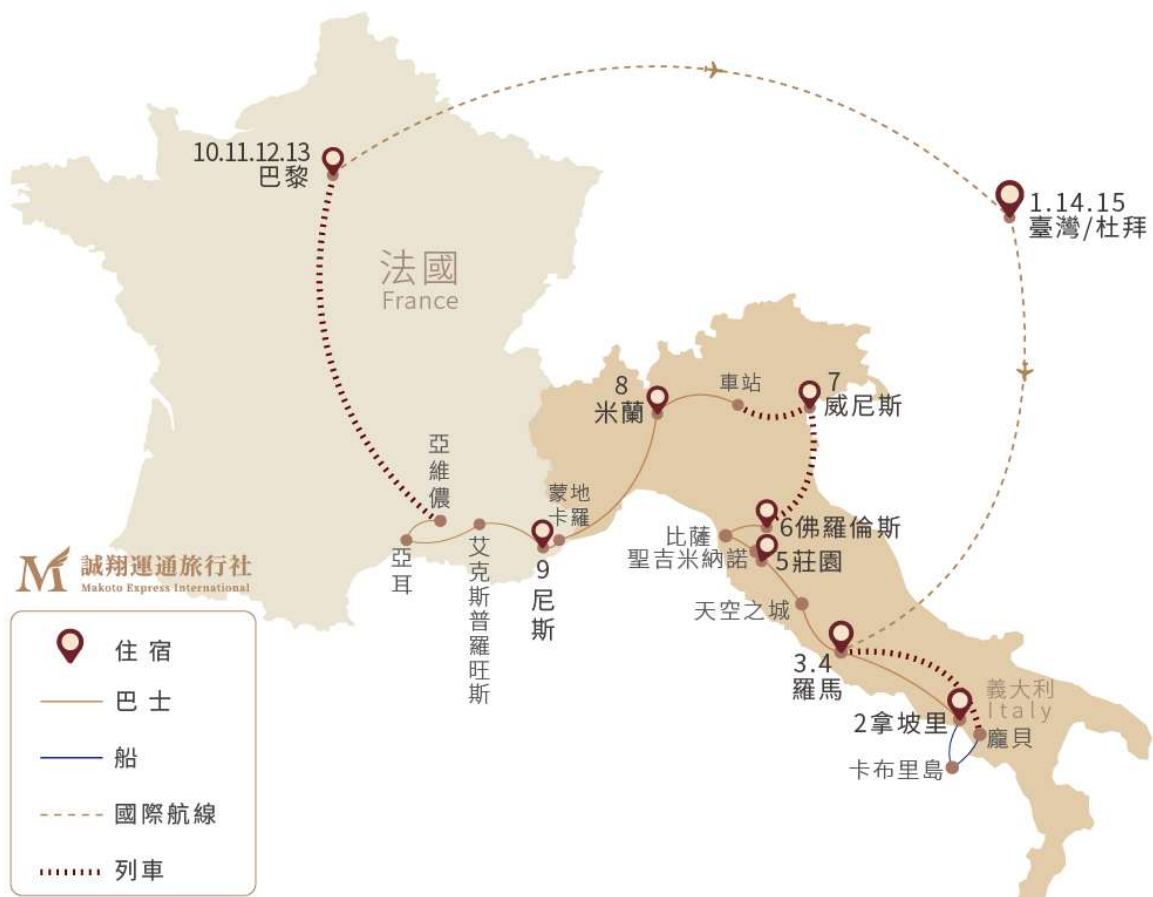 10.11.12.13
巴黎
1.14.15
臺灣/杜拜
法國
France
8
米蘭
車站
7
威尼斯
亞維儂
蒙地
卡羅
亞耳
艾克斯普羅旺斯
9
尼斯
6佛羅倫斯
比薩
聖吉米納諾
5莊園
天空之城
3.4
羅馬
義大利
Italy
2拿坡里
龐貝
卡布里島
誠翔運通旅行社
Makoto Express International
住宿
巴士
船
國際航線
列車